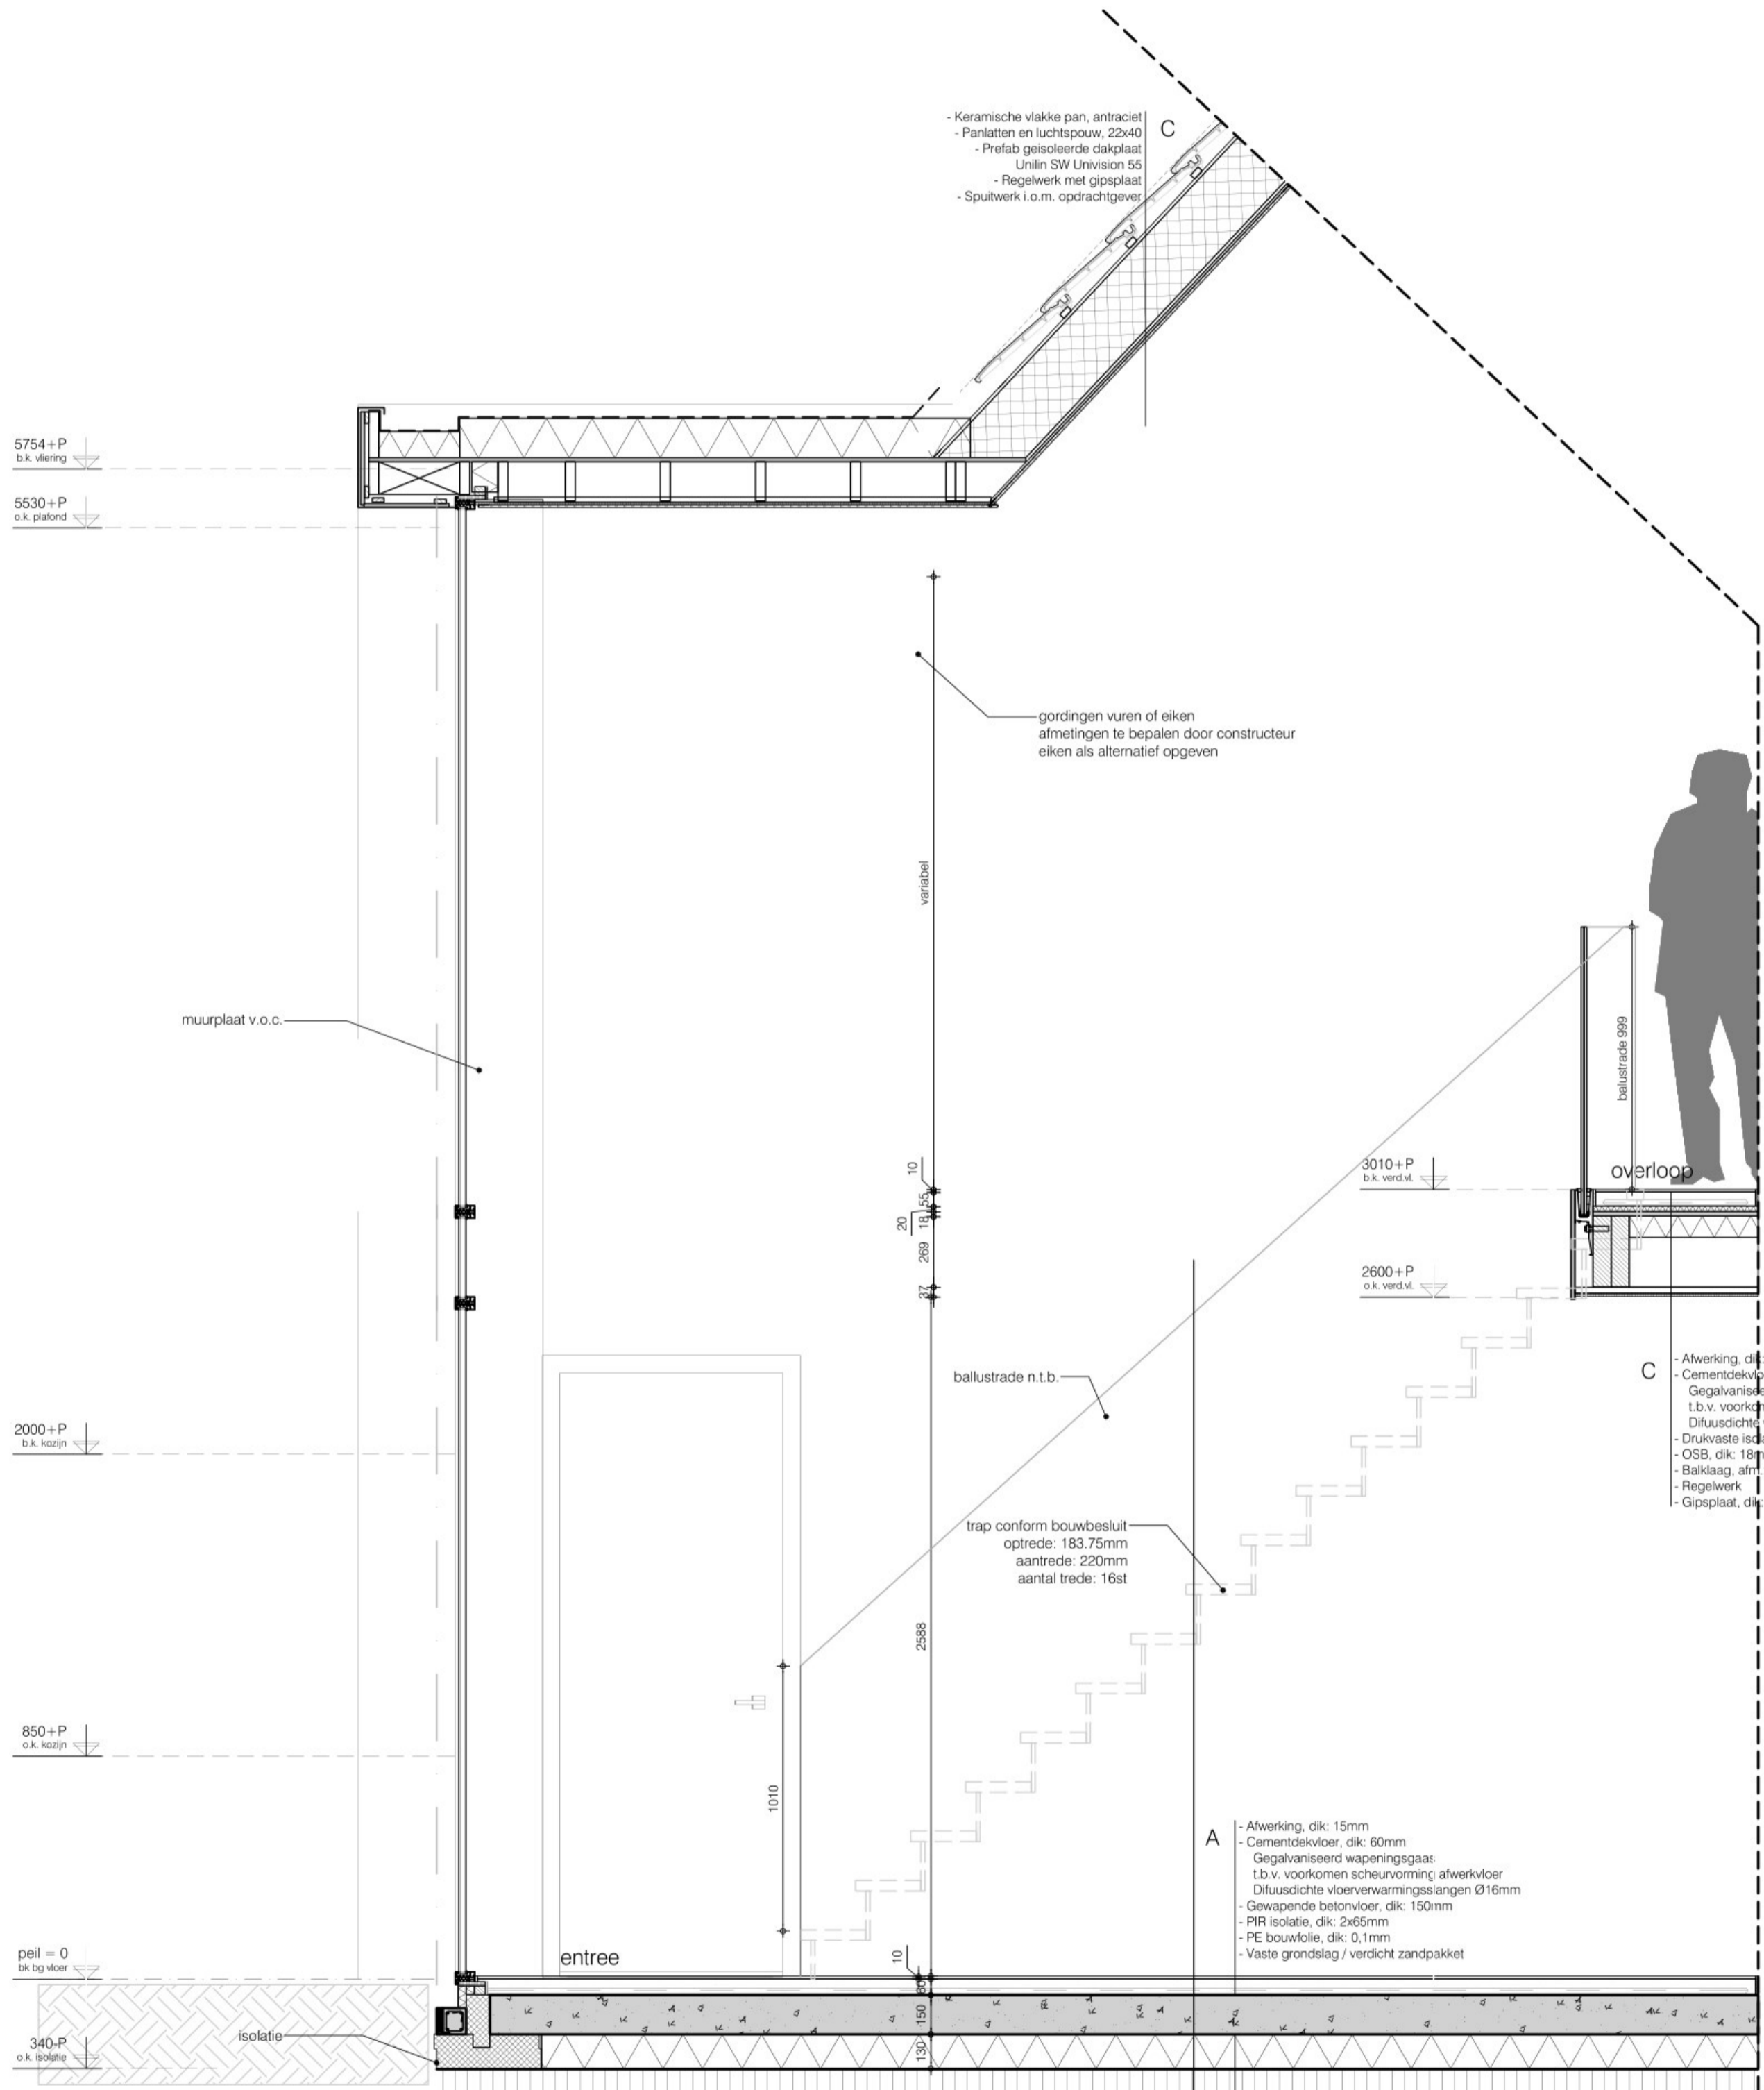 - Keramische vlakke pan, antraciet
- Panlatten en luchtspouw, 22x40
- Prefab geisoleerde dakplaat
Unilin SW Univision 55
- Regelwerk met gipsplaat
- Spuitwerk i.o.m. opdrachtgever
C
5754+P
b.k. vliering
5530+P
o.k. plafond
gordingen vuren of eiken
afmetingen te bepalen door constructeur
eiken als alternatief opgeven
variabel
muurplaat v.o.c.
balustrade 999
10
55
20
18
269
37
3010+P
b.k. verd.vl.
overloop
2600+P
o.k. verd.vl.
ballustrade n.t.b.
C
- Afwerking, dik:
- Cementdekvlo
Gegalvanisee
t.b.v. voorkom
Difuusdichte
- Drukvaste isola
- OSB, dik: 18m
- Balklaag, afm.
- Regelwerk
- Gipsplaat, dik:
2000+P
b.k. kozijn
trap conform bouwbesluit
optrede: 183.75mm
aantrede: 220mm
aantal trede: 16st
2588
850+P
o.k. kozijn
1010
A
- Afwerking, dik: 15mm
- Cementdekvloer, dik: 60mm
Gegalvaniseerd wapeningsgaas
t.b.v. voorkomen scheurvorming afwerkvloer
Difuusdichte vloerverwarmingsslangen Ø16mm
- Gewapende betonvloer, dik: 150mm
- PIR isolatie, dik: 2x65mm
- PE bouwfolie, dik: 0,1mm
- Vaste grondslag / verdicht zandpakket
peil = 0
bk bg vloer
entree
10
60
150
130
isolatie
340-P
o.k. isolatie